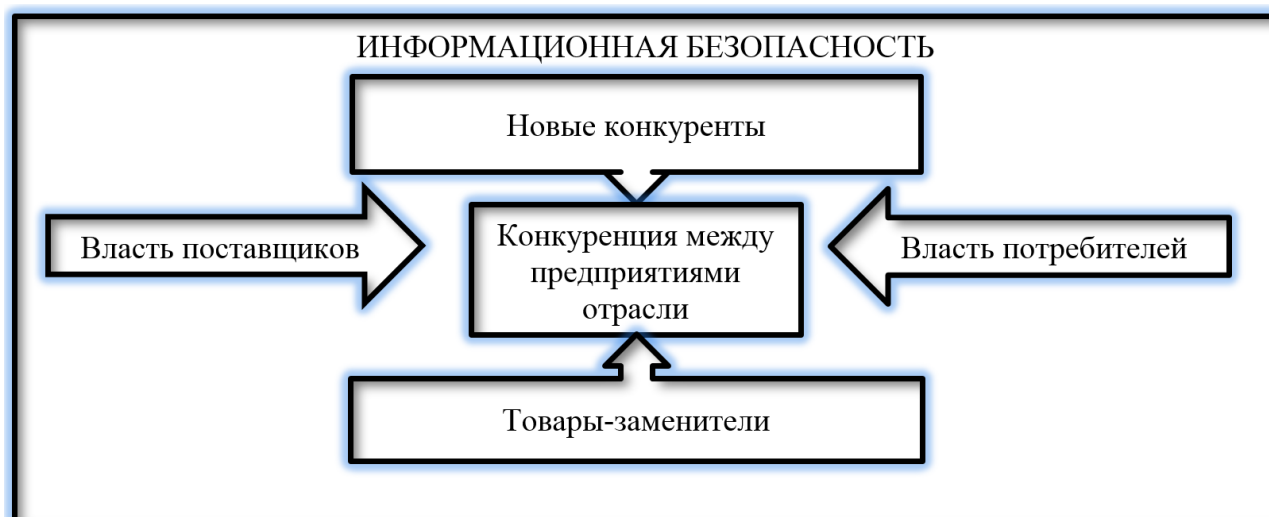 ИНФОРМАЦИОННАЯ БЕЗОПАСНОСТЬ
Новые конкуренты
Власть поставщиков
Конкуренция между
предприятиями
отрасли
Власть потребителей
Товары-заменители